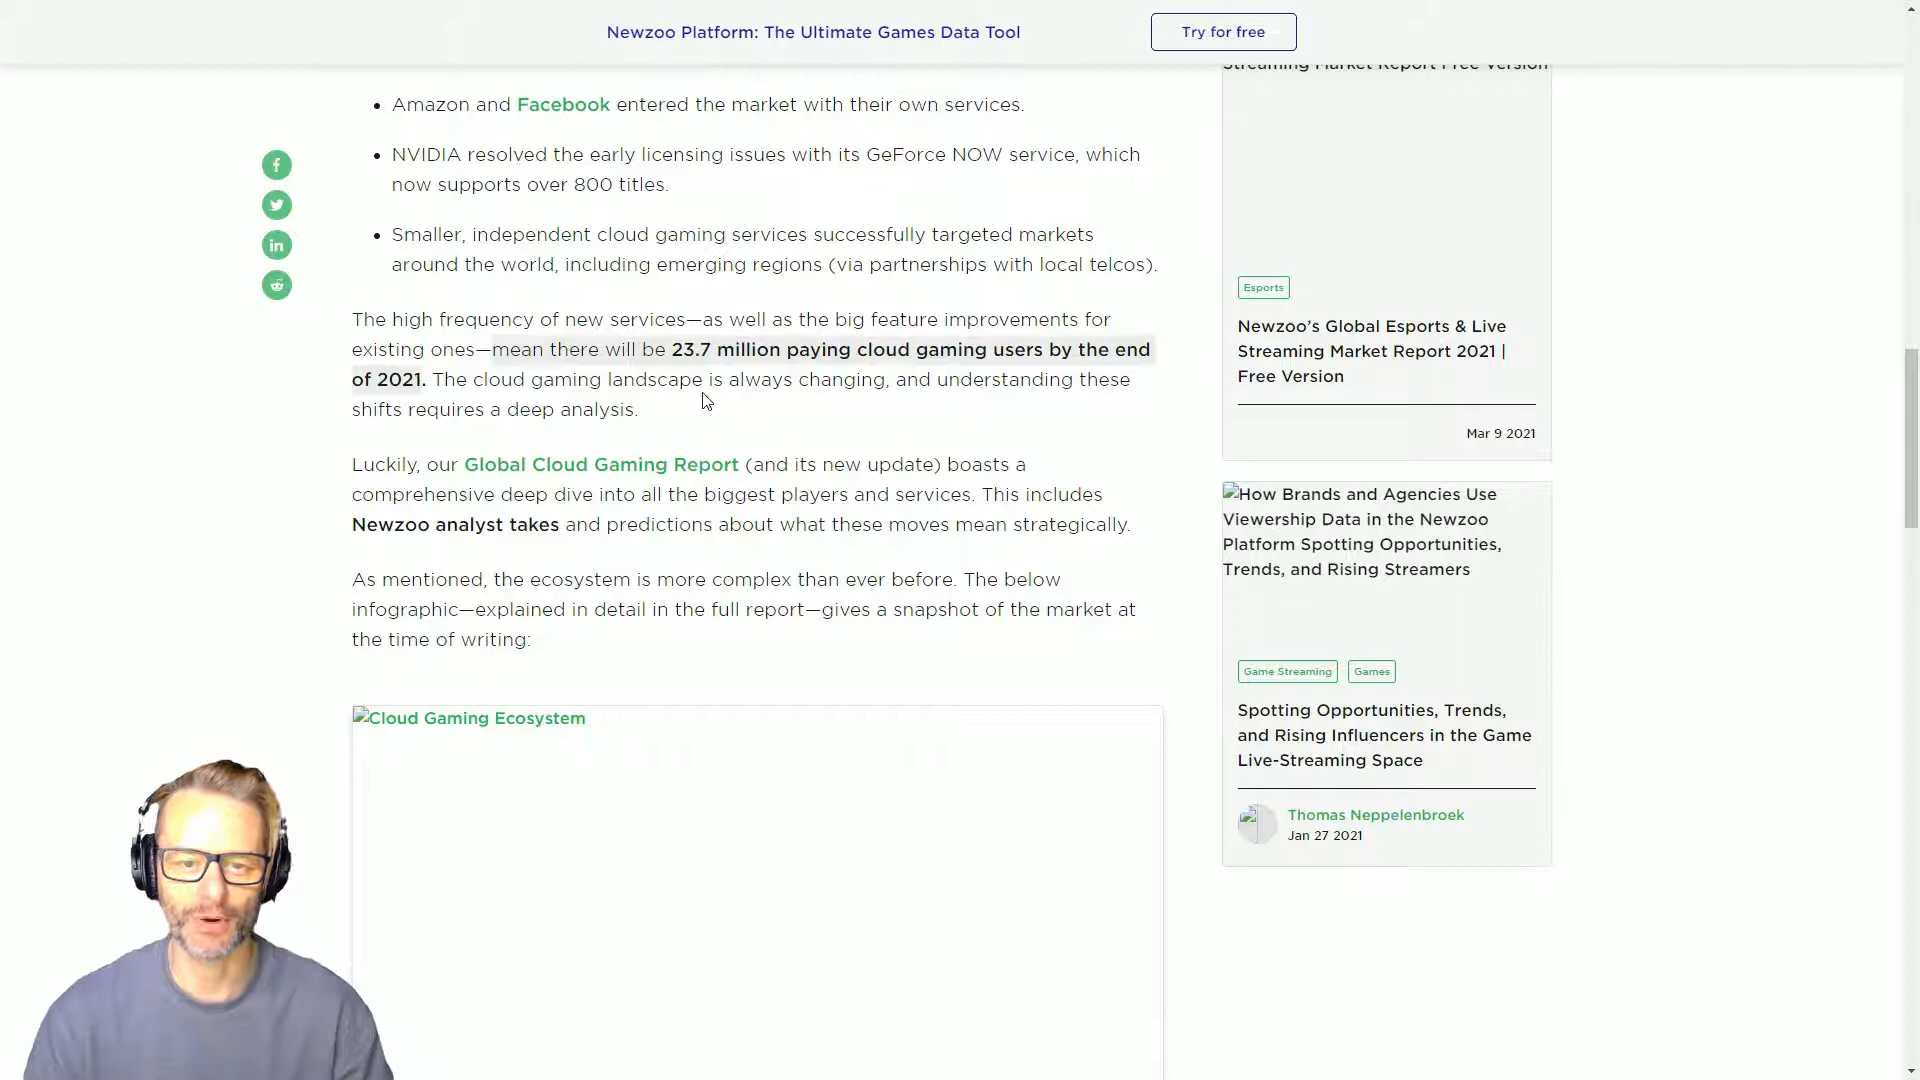 Newzoo Platform: The Ultimate Games Data Tool
Try for free
Streaming Market Report Free Version
• Amazon and Facebook entered the market with their own services.
• NVIDIA resolved the early licensing issues with its GeForce NOW service, which
now supports over 800 titles.
• Smaller, independent cloud gaming services successfully targeted markets
around the world, including emerging regions (via partnerships with local telcos).
The high frequency of new services—as well as the big feature improvements for
existing ones—mean there will be 23.7 million paying cloud gaming users by the end
of 2021. The cloud gaming landscape is always changing, and understanding these
shifts requires a deep analysis.
Luckily, our Global Cloud Gaming Report (and its new update) boasts a
comprehensive deep dive into all the biggest players and services. This includes
Newzoo analyst takes and predictions about what these moves mean strategically.
As mentioned, the ecosystem is more complex than ever before. The below
infographic—explained in detail in the full report—gives a snapshot of the market at
the time of writing:
Cloud Gaming Ecosystem
Esports
Newzoo’s Global Esports & Live
Streaming Market Report 2021 |
Free Version
Mar 9 2021
How Brands and Agencies Use
Viewership Data in the Newzoo
Platform Spotting Opportunities,
Trends, and Rising Streamers
Game Streaming
Games
Spotting Opportunities, Trends,
and Rising Influencers in the Game
Live-Streaming Space
Thomas Neppelenbroek
Jan 27 2021